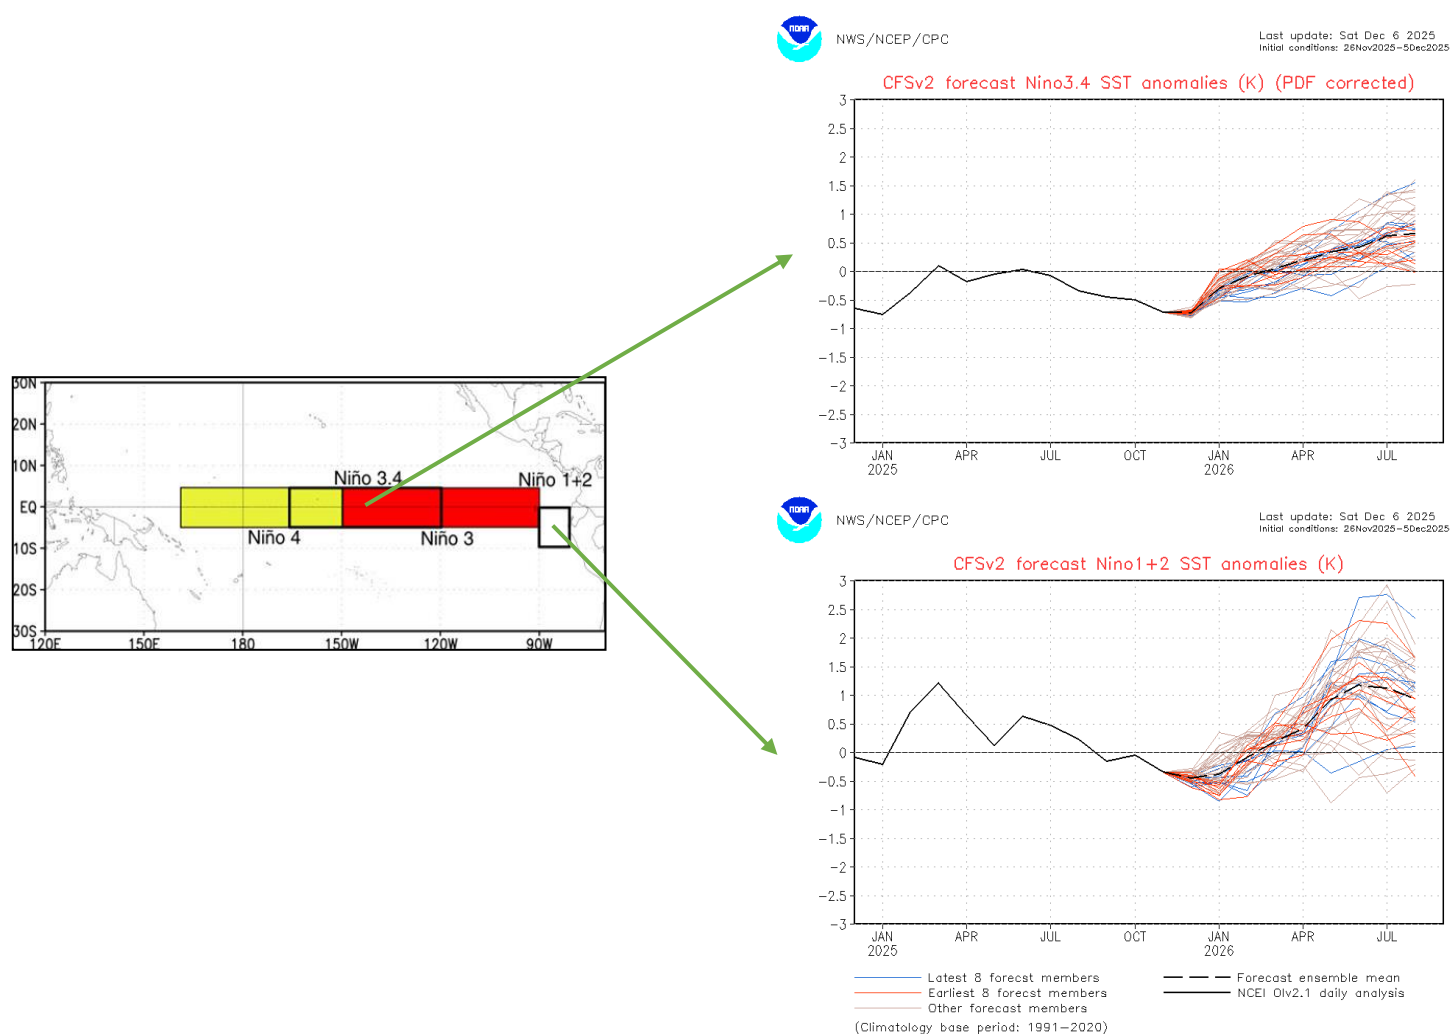 NOAA
NWS/NCEP/CPC
Last update: Sat Dec 6 2025
Initial conditions: 26Nov2025-5Dec2025
CFSv2 forecast Nino3.4 SST anomalies (K) (PDF corrected)
3
2.5
2
1.5
1
0.5
0
-0.5
-1
-1.5
-2
-2.5
-3
JAN
2025
APR
JUL
OCT
JAN
2026
APR
JUL
30N
20N
10N
EQ
10S
20S
30S
120E
150E
180
150W
120W
90W
Niño 3.4
Niño 1+2
Niño 4
Niño 3
NOAA
NWS/NCEP/CPC
Last update: Sat Dec 6 2025
Initial conditions: 26Nov2025-5Dec2025
CFSv2 forecast Nino1+2 SST anomalies (K)
3
2.5
2
1.5
1
0.5
0
-0.5
-1
-1.5
-2
-2.5
-3
JAN
2025
APR
JUL
OCT
JAN
2026
APR
JUL
Latest 8 forecst members
Earliest 8 forecst members
Other forecast members
Forecast ensemble mean
NCEI OIv2.1 daily analysis
(Climatology base period: 1991-2020)